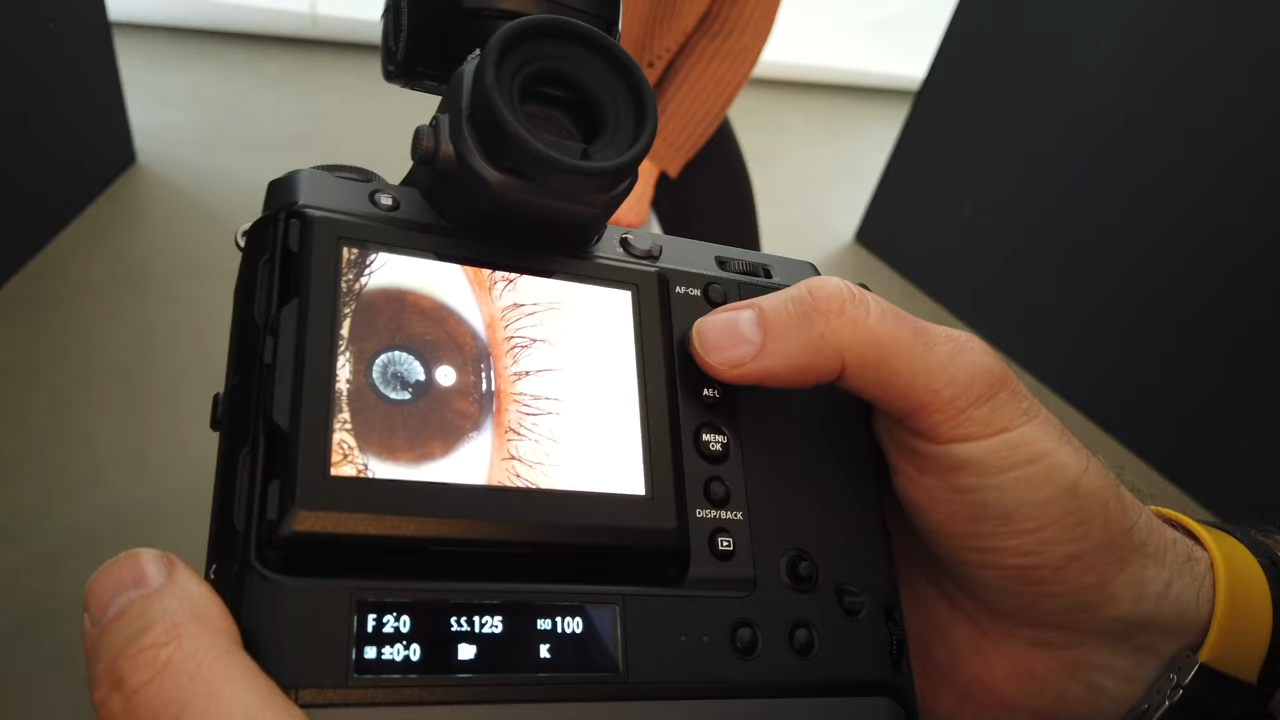 AF-ON
AE-L
MENU
OK
DISP/BACK
F 2.0
S.S. 125
ISO 100
±0.0
K